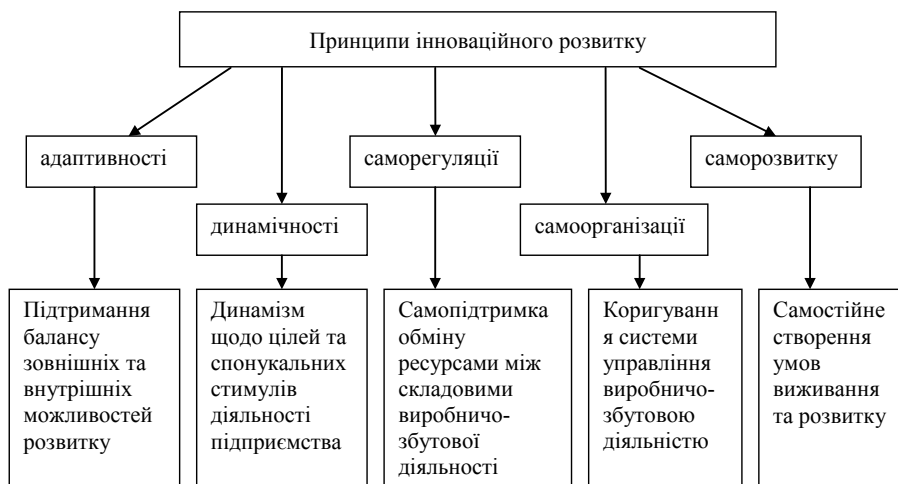 Принципи інноваційного розвитку
адаптивності
саморегуляції
саморозвитку
динамічності
самоорганізації
Підтримання
балансу
зовнішніх та
внутрішніх
можливостей
розвитку
Динамізм
щодо цілей та
спонукальних
стимулів
діяльності
підприємства
Самопідтримка
обміну
ресурсами між
складовими
виробничо-
збутової
діяльності
Коригуванн
я системи
управління
виробничо-
збутовою
діяльністю
Самостійне
створення
умов
виживання
та розвитку